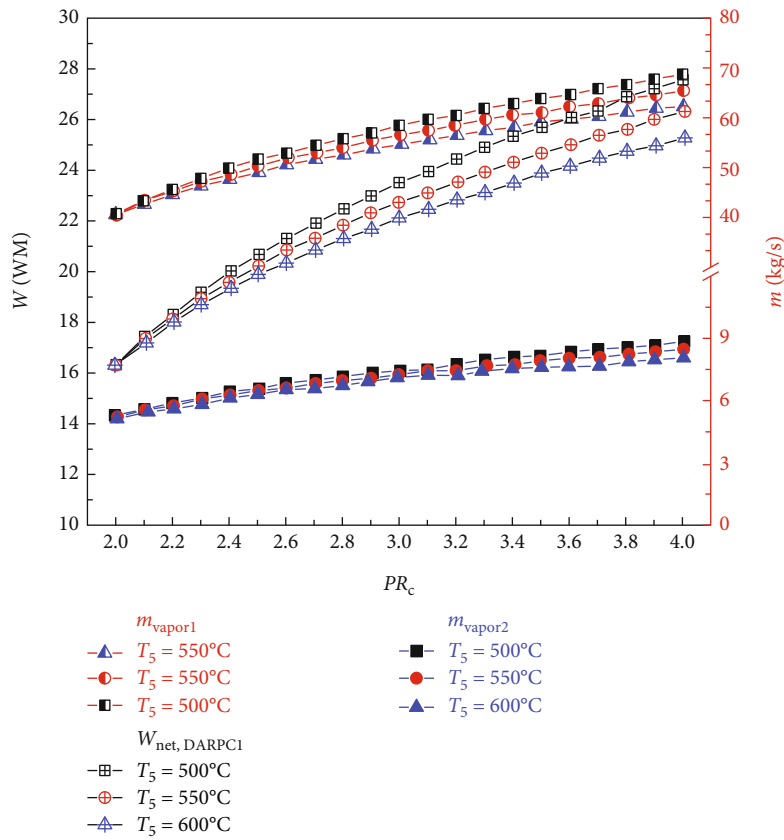 30
28
26
24
22
20
18
16
14
12
10
W (WM)
80
70
60
50
40
9
6
3
0
m (kg/s)
2.0 2.2 2.4 2.6 2.8 3.0 3.2 3.4 3.6 3.8 4.0
PRc
mvapor1
T5 = 550°C
T5 = 550°C
T5 = 500°C
Wnet, DARPC1
T5 = 500°C
T5 = 550°C
T5 = 600°C
mvapor2
T5 = 500°C
T5 = 550°C
T5 = 600°C